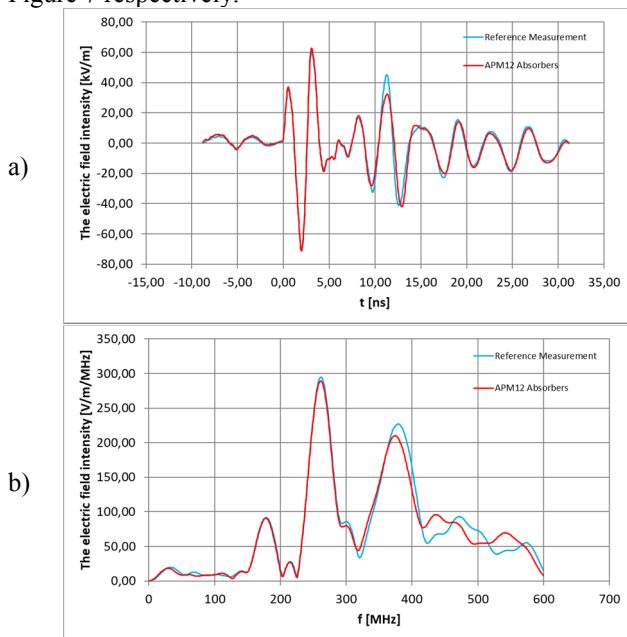 Figure 7 respectively.
a)
80,00
60,00
40,00
20,00
0,00
-20,00
-40,00
-60,00
-80,00
The electric field intensity [kV/m]
Reference Measurement
APM12 Absorbers
-15,00 -10,00 -5,00 0,00 5,00 10,00 15,00 20,00 25,00 30,00 35,00
t [ns]
b)
350,00
300,00
250,00
200,00
150,00
100,00
50,00
0,00
The electric field intensity [V/m/MHz]
Reference Measurement
APM12 Absorbers
0 100 200 300 400 500 600 700
f [MHz]